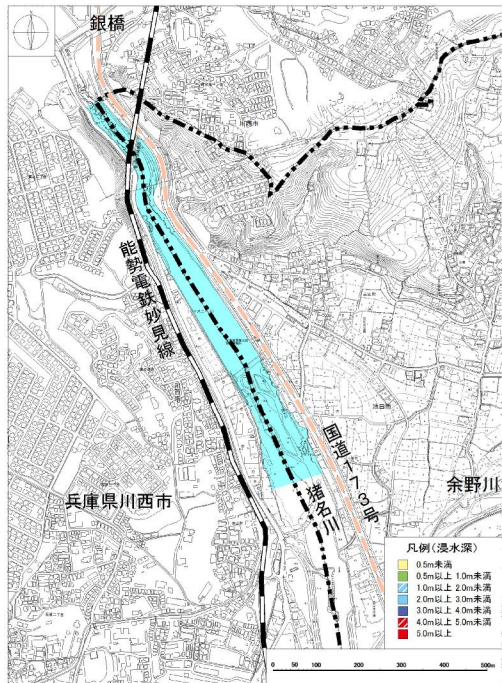 銀橋
川西市
能勢電鉄妙見線
国道173号
猪名川
余野川
兵庫県川西市
凡例(浸水深)
0.5m未満
0.5m以上 1.0m未満
1.0m以上 2.0m未満
2.0m以上 3.0m未満
3.0m以上 4.0m未満
4.0m以上 5.0m未満
5.0m以上
0 50 100 200 300 400 500m